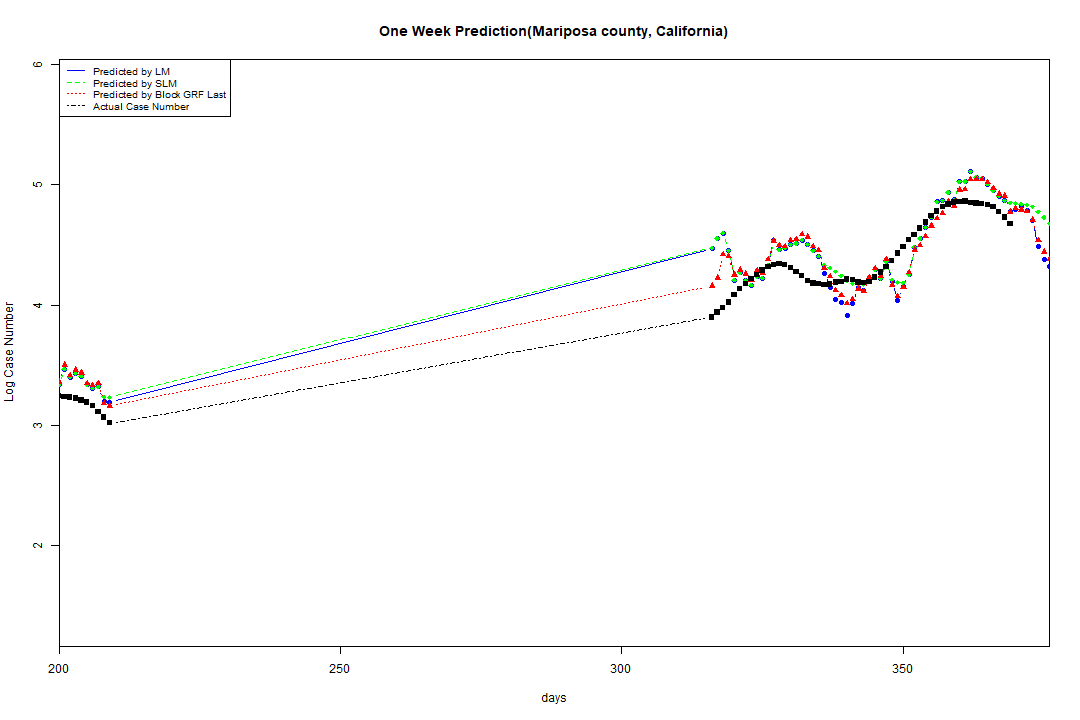 One Week Prediction(Mariposa county, California)
Predicted by LM
Predicted by SLM
Predicted by Block GRF Last
Actual Case Number
6
5
4
3
2
Log Case Number
200 250 300 350
days